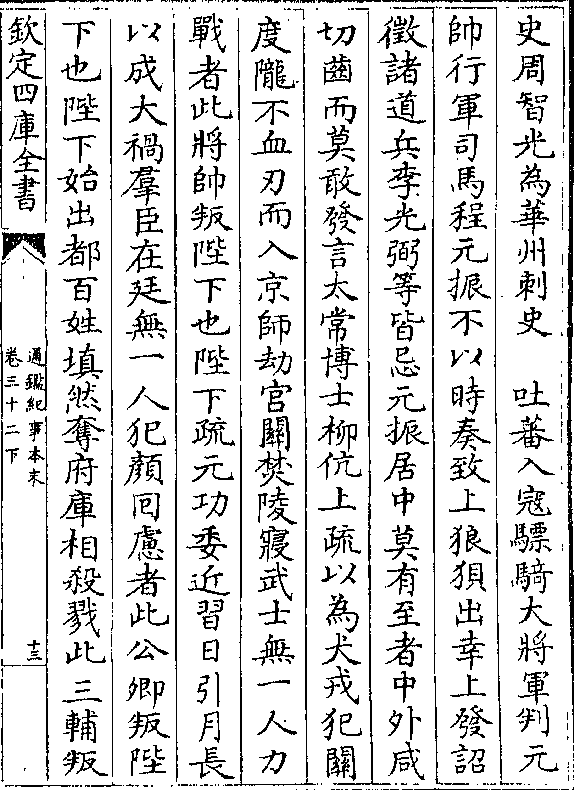 史周智光為華州刺史　吐蕃入寇驃騎大將軍判元
帥行軍司馬程元振不以時奏致上狼狽出幸上發詔
徵諸道兵李光弼等皆忌元振居中莫有至者中外咸
切齒而莫敢發言太常博士柳伉上疏以為犬戎犯關
度隴不血刃而入京師劫宮闕焚陵寢武士無一人力
戰者此將帥叛陛下也陛下疏元功委近習日引月長
以成大禍羣臣在廷無一人犯顏回慮者此公卿叛陛
下也陛下始出都百姓填然奪府庫相殺戮此三輔叛
欽定四庫全書
通鑑紀事本末
卷三十二下
十三